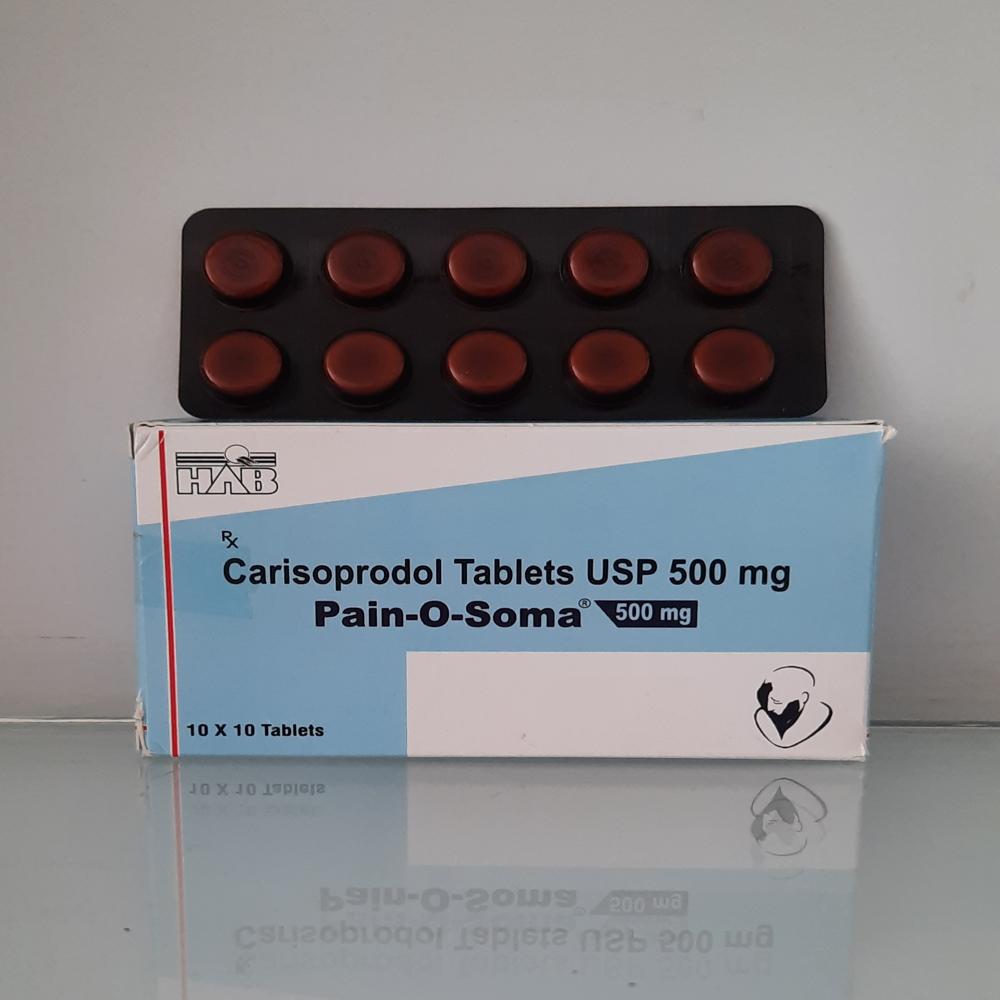 HAB
Rx
Carisoprodol Tablets USP 500 mg
Pain-O-Soma® 500 mg
10 X 10 Tablets